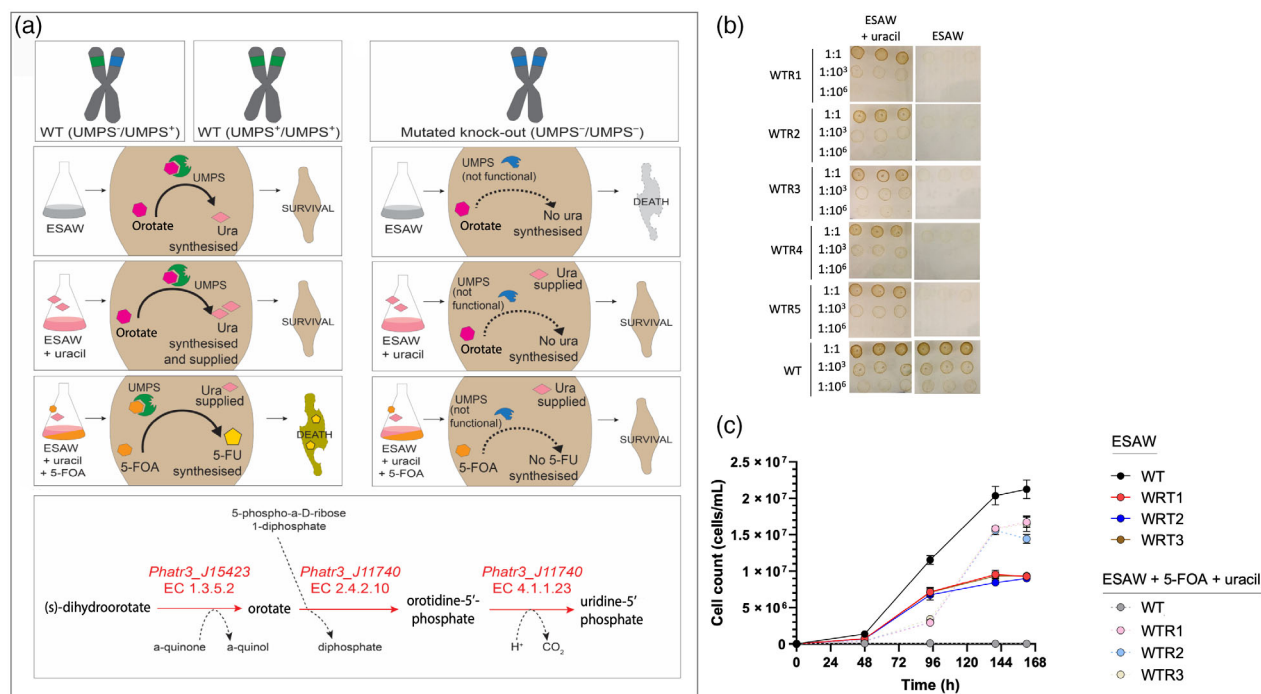 (a)
WT (UMPS⁻/UMPS⁺)
WT (UMPS⁺/UMPS⁺)
Mutated knock-out (UMPS⁻/UMPS⁻)
ESAW
UMPS
Orotate
Ura
synthesised
SURVIVAL
ESAW
UMPS
(not functional)
Orotate
No ura
synthesised
DEATH
ESAW
+ uracil
UMPS
Orotate
Ura
synthesised
and supplied
SURVIVAL
ESAW
+ uracil
UMPS
(not
functional)
Ura
supplied
Orotate
No ura
synthesised
SURVIVAL
ESAW
+ uracil
+ 5-FOA
UMPS
Ura
supplied
5-FOA
5-FU
synthesised
DEATH
ESAW
+ uracil
+ 5-FOA
UMPS
(not
functional)
Ura
supplied
5-FOA
No 5-FU
synthesised
SURVIVAL
5-phospho-a-D-ribose
1-diphosphate
Phatr3_J15423
EC 1.3.5.2
Phatr3_J11740
EC 2.4.2.10
Phatr3_J11740
EC 4.1.1.23
(s)-dihydroorotate
orotate
orotidine-5'-
phosphate
uridine-5'
phosphate
a-quinone
a-quinol
diphosphate
H⁺
CO₂
(b)
ESAW
+ uracil
ESAW
WTR1
1:1
1:10³
1:10⁶
WTR2
1:1
1:10³
1:10⁶
WTR3
1:1
1:10³
1:10⁶
WTR4
1:1
1:10³
1:10⁶
WTR5
1:1
1:10³
1:10⁶
WT
1:1
1:10³
1:10⁶
(c)
Cell count (cells/mL)
2.5 × 10⁷
2 × 10⁷
1.5 × 10⁷
1 × 10⁷
5 × 10⁶
0
0 24 48 72 96 120 144 168
Time (h)
ESAW
WT
WRT1
WRT2
WRT3
ESAW + 5-FOA + uracil
WT
WTR1
WTR2
WTR3